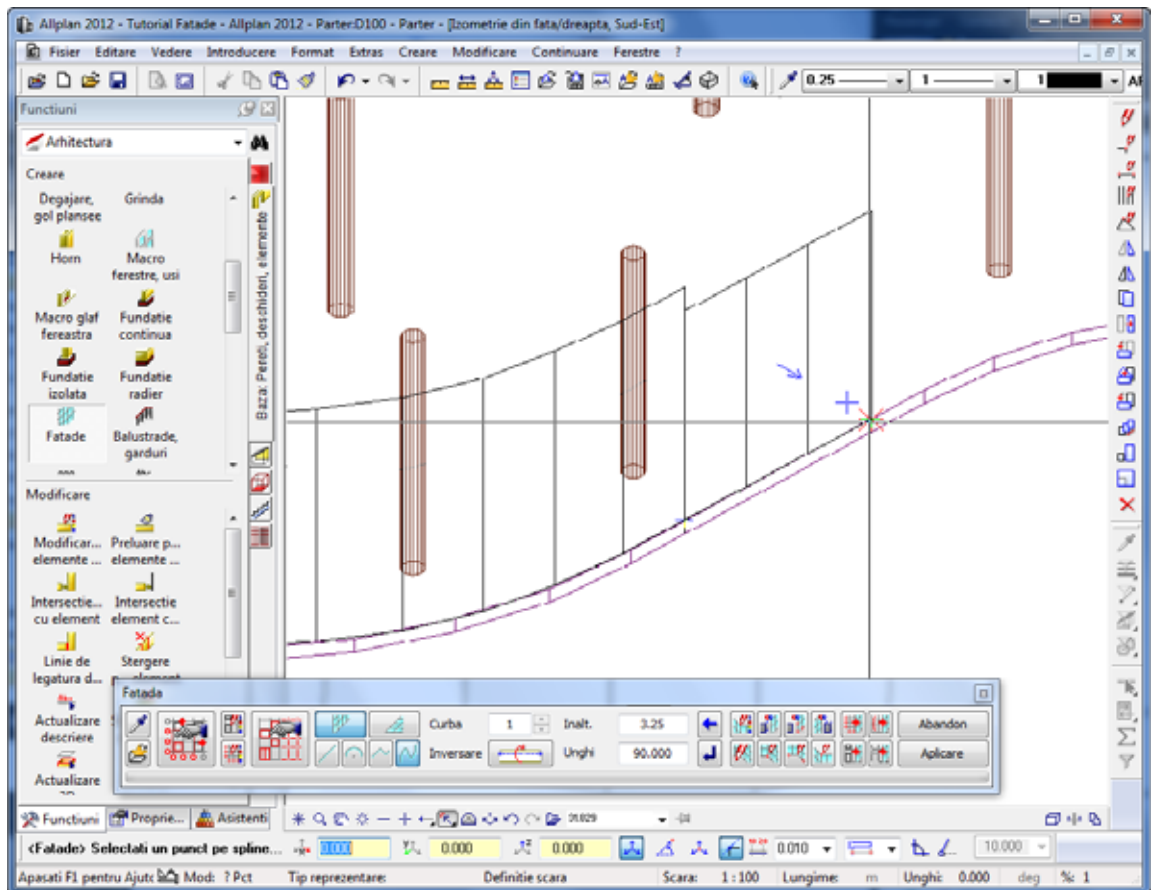 Allplan 2012 - Tutorial Fatade - Allplan 2012 - Parter:D100 - Parter - [Izometrie din fata/dreapta, Sud-Est]
Fisier Editare Vedere Introducere Format Extras Creare Modificare Continuare Ferestre ?
0.25 1 1
Functiuni
Arhitectura
Creare
Degajare, gol plansee
Grinda
Horn
Macro ferestre, usi
Macro glaf fereastra
Fundatie continua
Fundatie izolata
Fundatie radier
Fatade
Balustrade, garduri
Baza: Pereti, deschideri, elemente
Modificare
Modificar... elemente ...
Preluare p... elemente ...
Intersectie... cu element
Intersectie element c...
Linie de legatura d...
Stergere
Actualizare descriere
Actualizare
Fatada
Curba 1 Inalt. 3.25 Abandon
Inversare Unghi 90.000 Aplicare
Functiuni Proprie... Asistenti
<Fatade> Selectati un punct pe spline... 0.000 0.000 0.000 0.010 10.000
Apasati F1 pentru Ajuto Mod: ? Pct Tip reprezentare: Definitie scara Scara: 1:100 Lungime: m Unghi: 0.000 deg %: 1